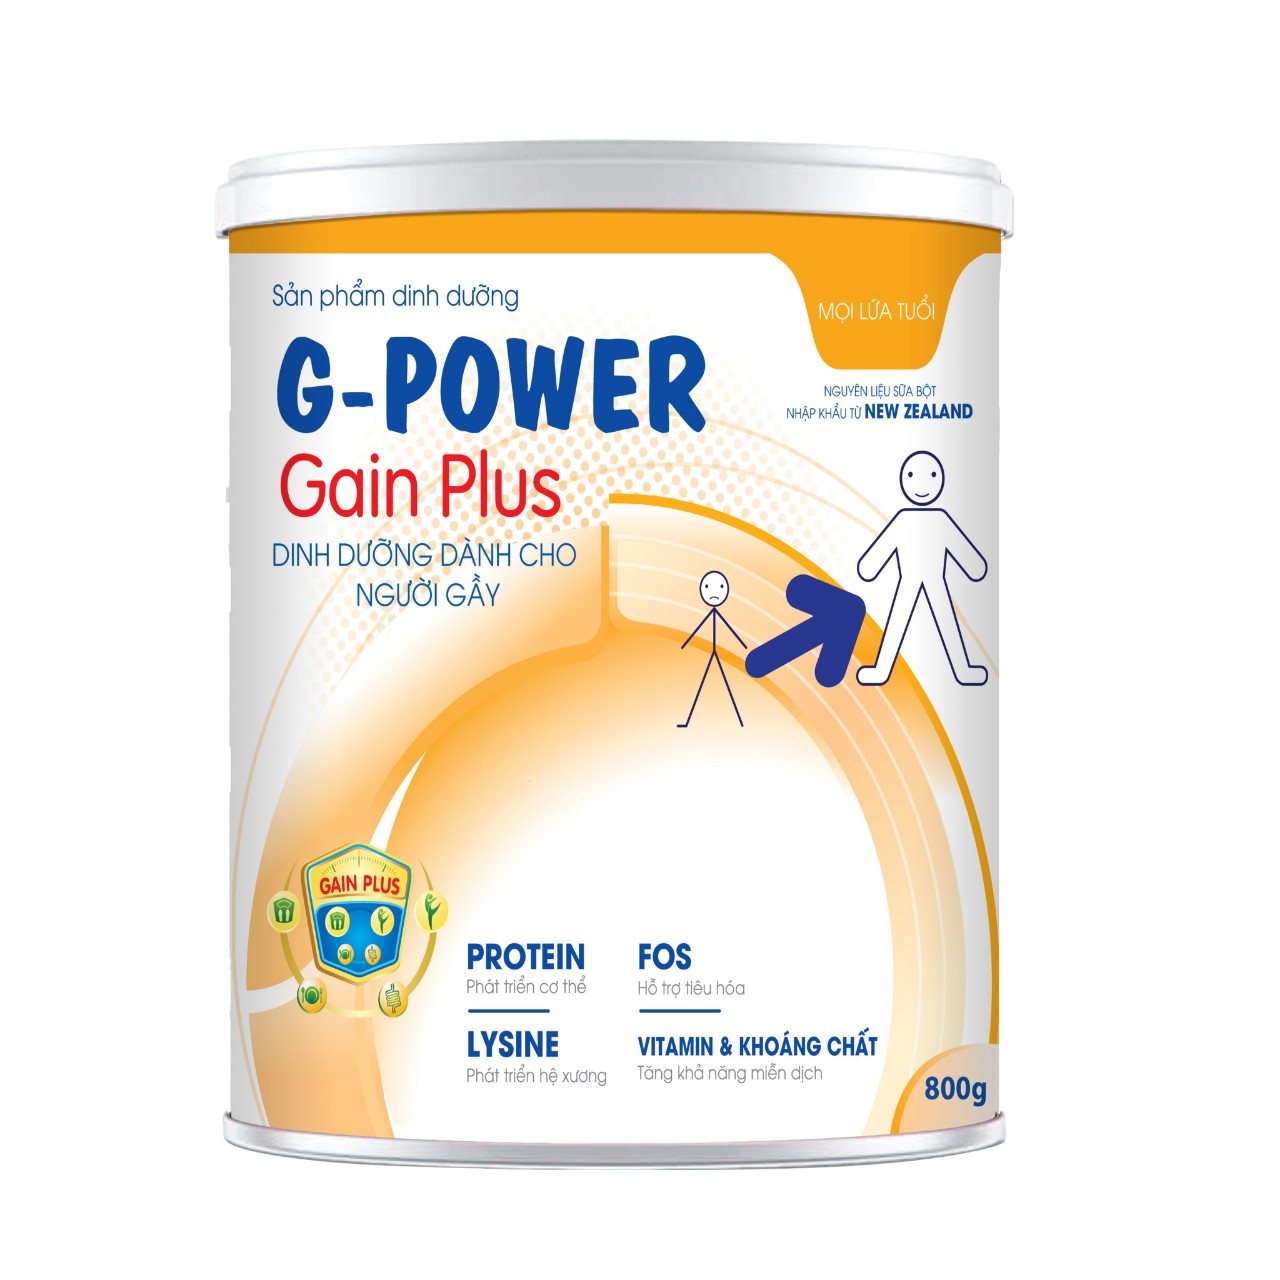 Sản phẩm dinh dưỡng
G-POWER
Gain Plus
DINH DƯỠNG DÀNH CHO
NGƯỜI GẦY
MỌI LỨA TUỔI
NGUYÊN LIỆU SỮA BỘT
NHẬP KHẨU TỪ NEW ZEALAND
GAIN PLUS
PROTEIN
Phát triển cơ thể
FOS
Hỗ trợ tiêu hóa
LYSINE
Phát triển hệ xương
VITAMIN & KHOÁNG CHẤT
Tăng khả năng miễn dịch
800g